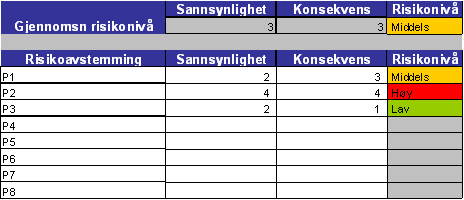 Sannsynlighet Konsekvens Risikonivå
Gjennomsn risikonivå 3 3 Middels
Risikoavstemming Sannsynlighet Konsekvens Risikonivå
P1 2 3 Middels
P2 4 4 Høy
P3 2 1 Lav
P4
P5
P6
P7
P8